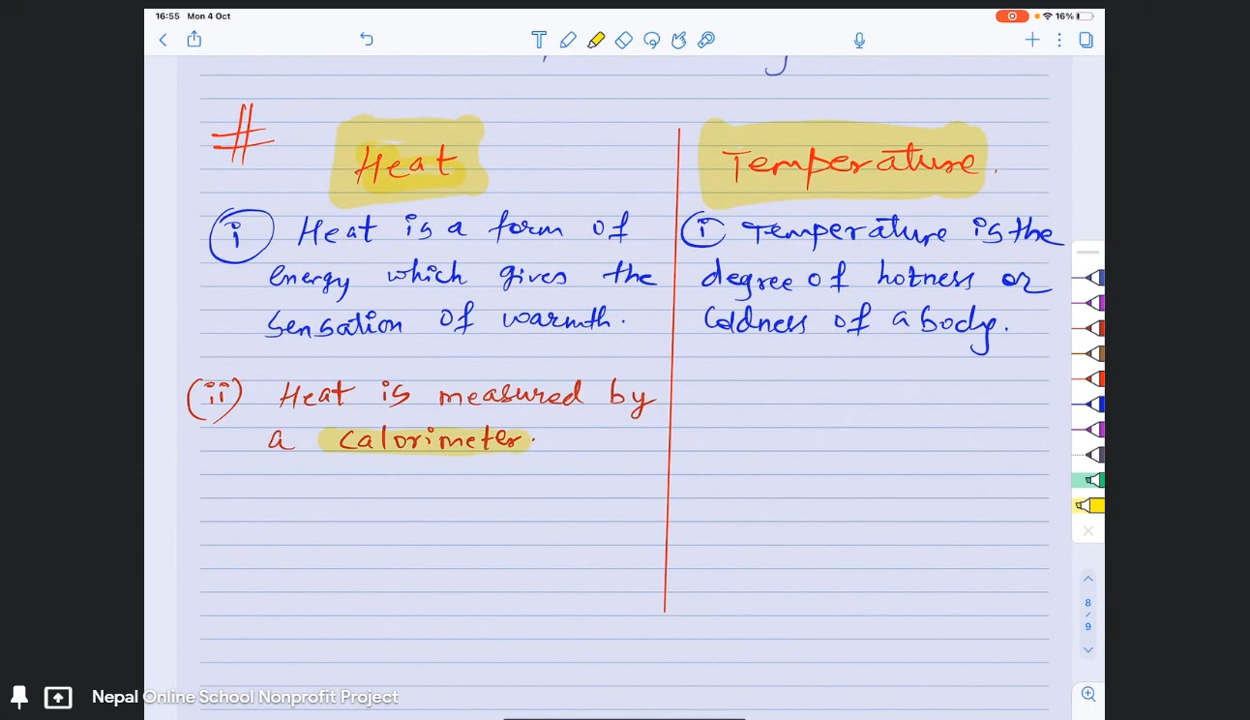 16:55 Mon 4 Oct
16%
#
Heat
Temperature.
(i) Heat is a form of
energy which gives the
sensation of warmth.
(i) Temperature is the
degree of hotness or
coldness of a body.
(ii) Heat is measured by
a calorimeter.
8
/
9
Nepal Online School Nonprofit Project